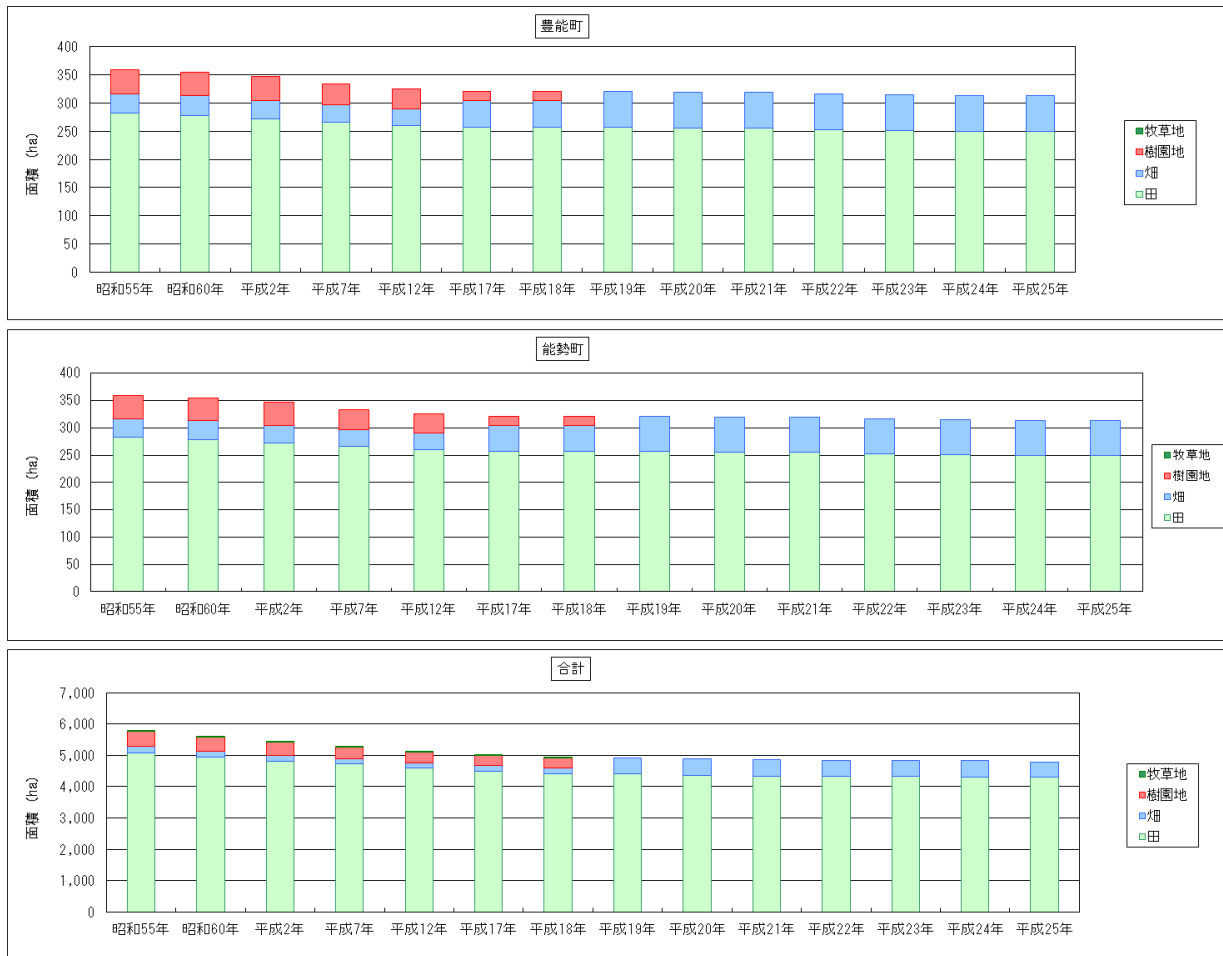 豊能町
400
350
300
250
200
150
100
50
0
面積 (ha)
昭和55年 昭和60年 平成2年 平成7年 平成12年 平成17年 平成18年 平成19年 平成20年 平成21年 平成22年 平成23年 平成24年 平成25年
牧草地
樹園地
畑
田
能勢町
400
350
300
250
200
150
100
50
0
面積 (ha)
昭和55年 昭和60年 平成2年 平成7年 平成12年 平成17年 平成18年 平成19年 平成20年 平成21年 平成22年 平成23年 平成24年 平成25年
牧草地
樹園地
畑
田
合計
7,000
6,000
5,000
4,000
3,000
2,000
1,000
0
面積 (ha)
昭和55年 昭和60年 平成2年 平成7年 平成12年 平成17年 平成18年 平成19年 平成20年 平成21年 平成22年 平成23年 平成24年 平成25年
牧草地
樹園地
畑
田